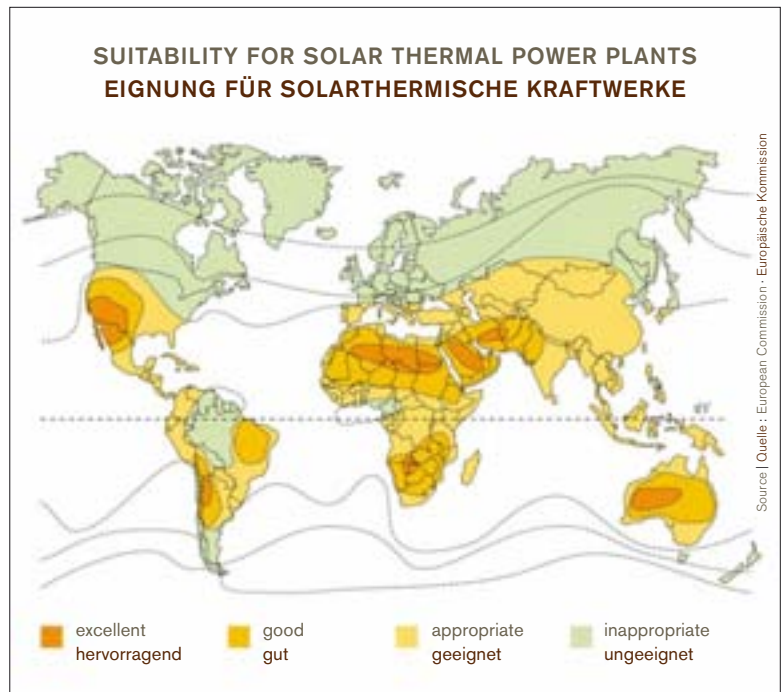 SUITABILITY FOR SOLAR THERMAL POWER PLANTS
EIGNUNG FÜR SOLARTHERMISCHE KRAFTWERKE
Source | Quelle : European Commission · Europäische Kommission
excellent
hervorragend
good
gut
appropriate
geeignet
inappropriate
ungeeignet